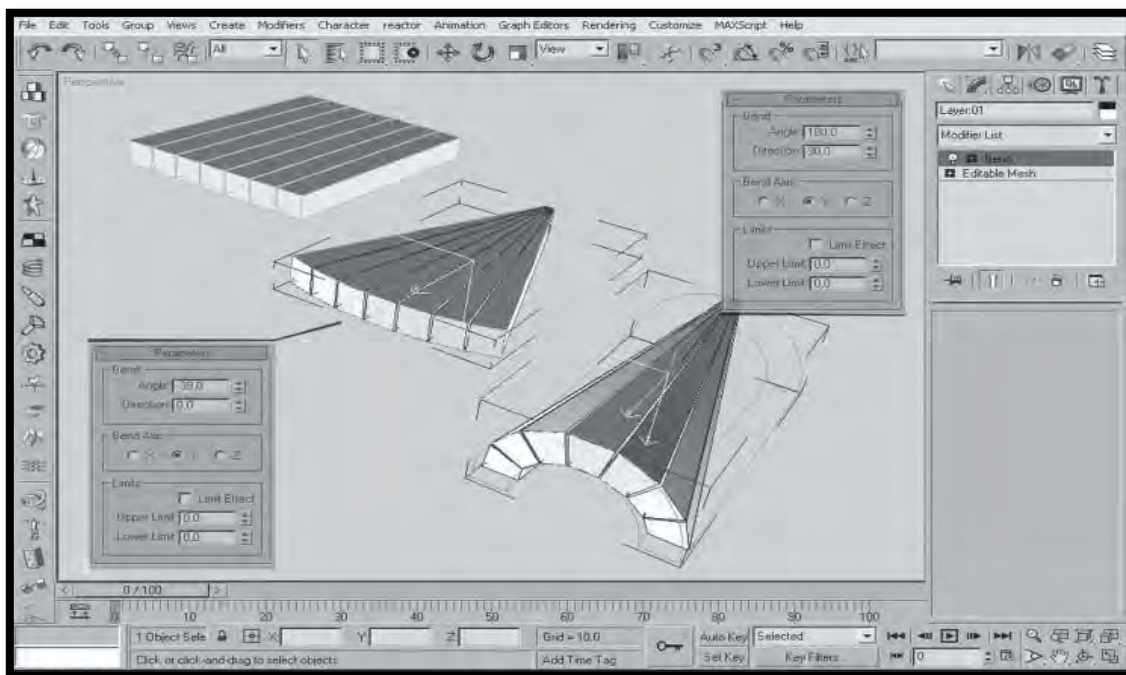 File Edit Tools Group Views Create Modifiers Character reactor Animation Graph Editors Rendering Customize MAXScript Help
All
View
Perspective
Layer:01
Modifier List
Bend
Editable Mesh
Parameters
Bend
Angle 180,0
Direction 90,0
Bend Axis
X Y Z
Limits
Limit Effect
Upper Limit 0,0
Lower Limit 0,0
Parameters
Bend
Angle -39,0
Direction 0,0
Bend Axis
X Y Z
Limits
Limit Effect
Upper Limit 0,0
Lower Limit 0,0
0 / 100
0 10 20 30 40 50 60 70 80 90 100
1 Object Sele X: Y: Z: Grid = 10,0 Auto Key Selected
Click or click-and-drag to select objects Add Time Tag Set Key Key Filters... 0